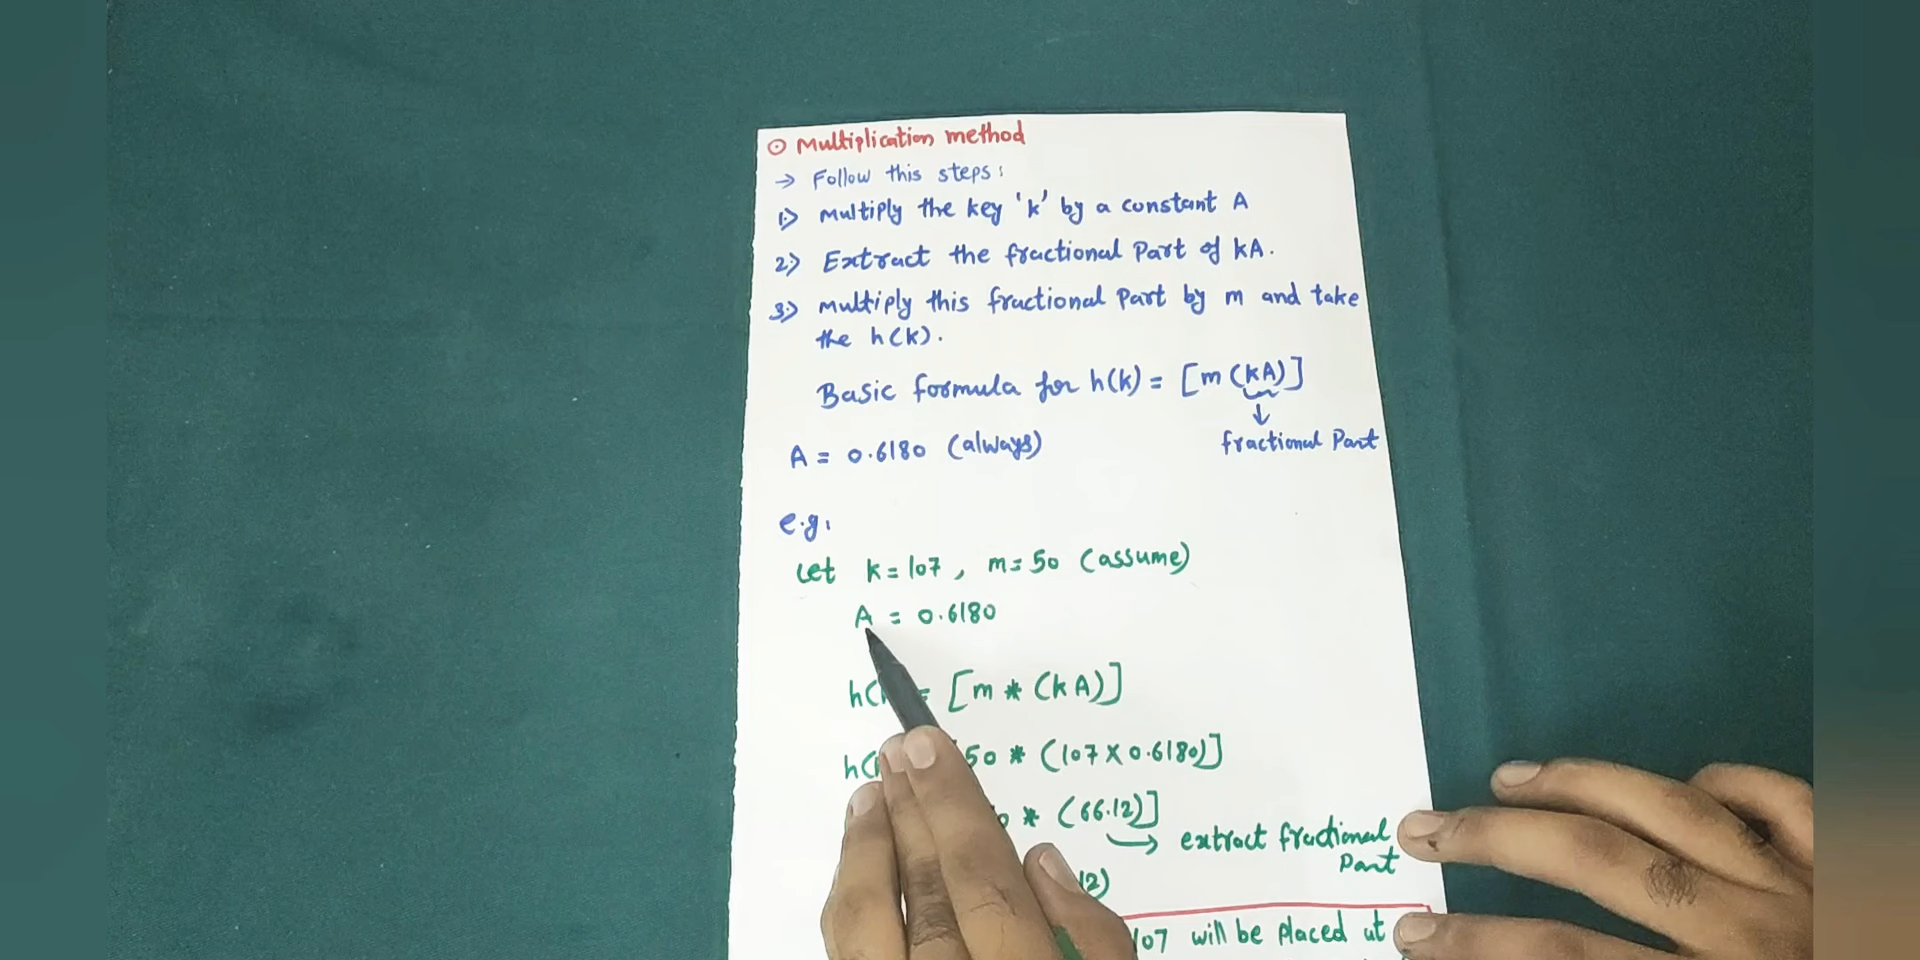 ⊙ Multiplication method
→ Follow this steps:
1.> Multiply the key 'k' by a constant A
2.> Extract the fractional Part of kA.
3.> Multiply this fractional Part by m and take
the h(k).
Basic formula for h(k) = [m (kA)]
↓
fractional Part
A = 0.6180 (always)
e.g.
Let k = 107, m = 50 (assume)
A = 0.6180
h( = [m * (kA)]
h( 50 * (107 X 0.6180)]
* (66.12)]
→ extract fractional
Part
12)
107 will be placed at